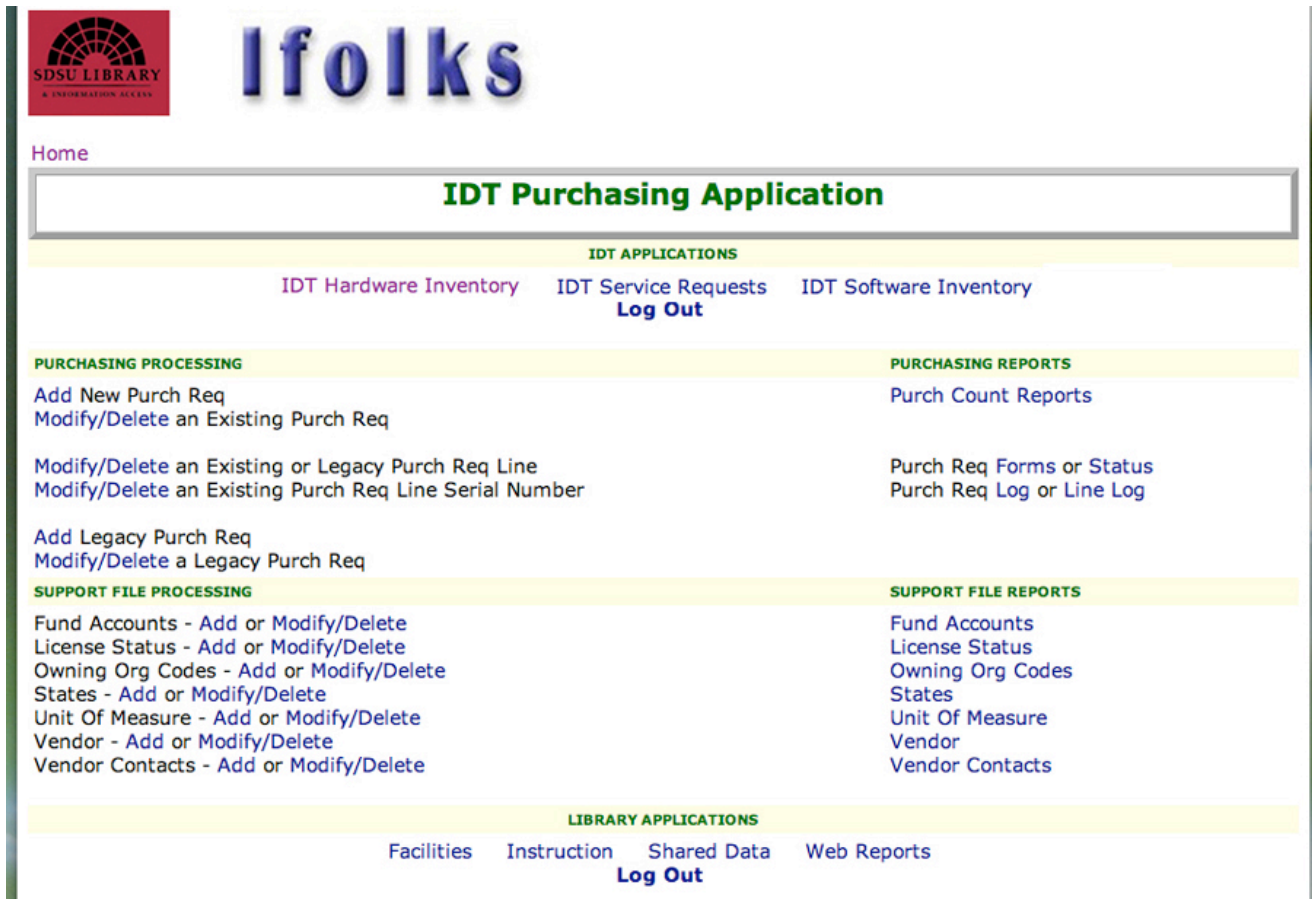 SDSU LIBRARY
& INFORMATION ACCESS
Ifolks
Home
IDT Purchasing Application
IDT APPLICATIONS
IDT Hardware Inventory IDT Service Requests IDT Software Inventory
Log Out
PURCHASING PROCESSING PURCHASING REPORTS
Add New Purch Req Purch Count Reports
Modify/Delete an Existing Purch Req
Modify/Delete an Existing or Legacy Purch Req Line Purch Req Forms or Status
Modify/Delete an Existing Purch Req Line Serial Number Purch Req Log or Line Log
Add Legacy Purch Req
Modify/Delete a Legacy Purch Req
SUPPORT FILE PROCESSING SUPPORT FILE REPORTS
Fund Accounts - Add or Modify/Delete Fund Accounts
License Status - Add or Modify/Delete License Status
Owning Org Codes - Add or Modify/Delete Owning Org Codes
States - Add or Modify/Delete States
Unit Of Measure - Add or Modify/Delete Unit Of Measure
Vendor - Add or Modify/Delete Vendor
Vendor Contacts - Add or Modify/Delete Vendor Contacts
LIBRARY APPLICATIONS
Facilities Instruction Shared Data Web Reports
Log Out